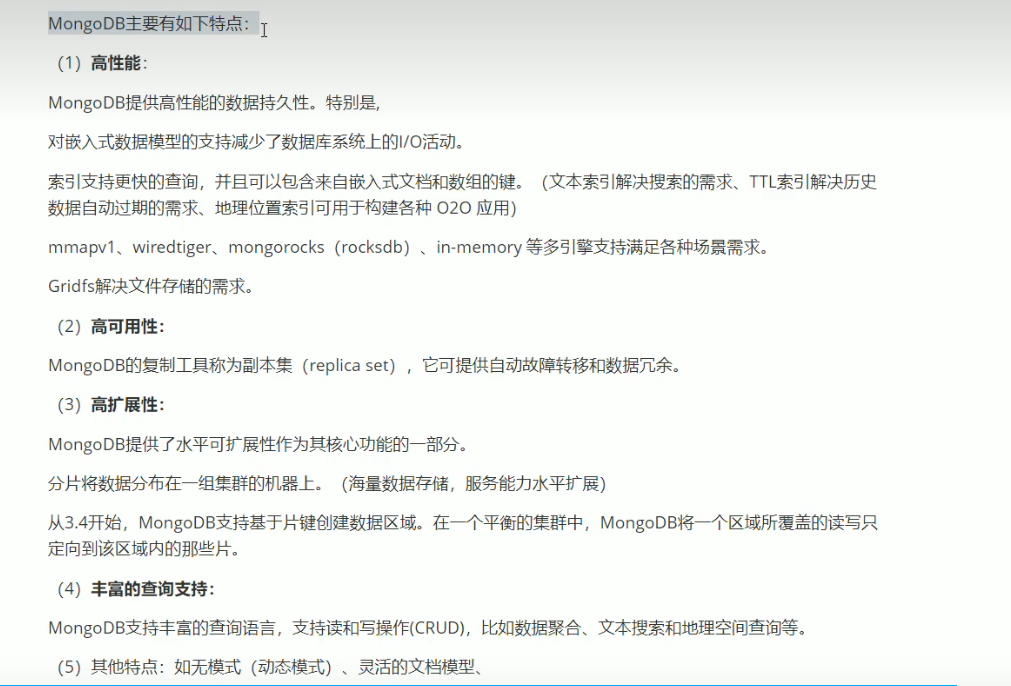 MongoDB主要有如下特点：
（1）高性能：
MongoDB提供高性能的数据持久性。特别是,
对嵌入式数据模型的支持减少了数据库系统上的I/O活动。
索引支持更快的查询，并且可以包含来自嵌入式文档和数组的键。（文本索引解决搜索的需求、TTL索引解决历史
数据自动过期的需求、地理位置索引可用于构建各种 O2O 应用）
mmapv1、wiredtiger、mongorocks（rocksdb）、in-memory 等多引擎支持满足各种场景需求。
Gridfs解决文件存储的需求。
（2）高可用性：
MongoDB的复制工具称为副本集（replica set），它可提供自动故障转移和数据冗余。
（3）高扩展性：
MongoDB提供了水平可扩展性作为其核心功能的一部分。
分片将数据分布在一组集群的机器上。（海量数据存储，服务能力水平扩展）
从3.4开始，MongoDB支持基于片键创建数据区域。在一个平衡的集群中，MongoDB将一个区域所覆盖的读写只
定向到该区域内的那些片。
（4）丰富的查询支持：
MongoDB支持丰富的查询语言，支持读和写操作(CRUD)，比如数据聚合、文本搜索和地理空间查询等。
（5）其他特点：如无模式（动态模式）、灵活的文档模型、